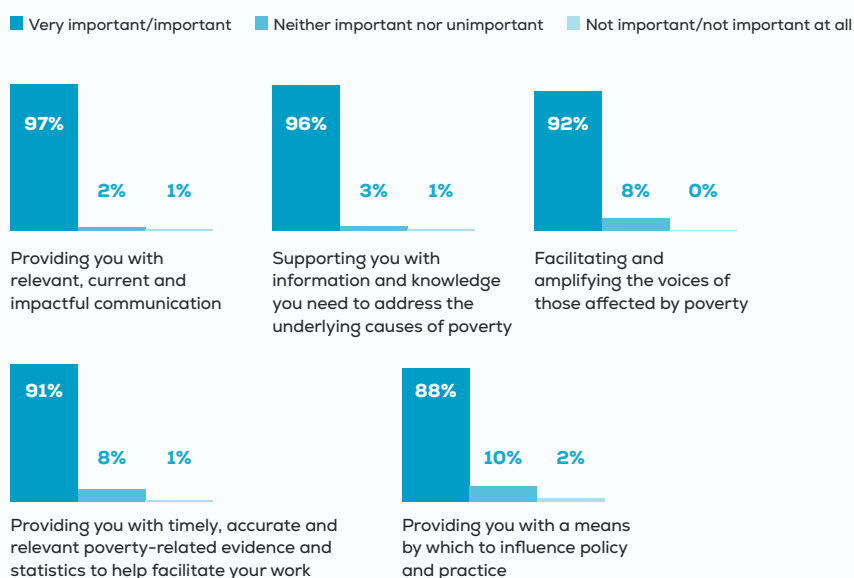 Very important/important Neither important nor unimportant Not important/not important at all
97% 2% 1%
Providing you with
relevant, current and
impactful communication
96% 3% 1%
Supporting you with
information and knowledge
you need to address the
underlying causes of poverty
92% 8% 0%
Facilitating and
amplifying the voices of
those affected by poverty
91% 8% 1%
Providing you with timely, accurate and
relevant poverty-related evidence and
statistics to help facilitate your work
88% 10% 2%
Providing you with a means
by which to influence policy
and practice